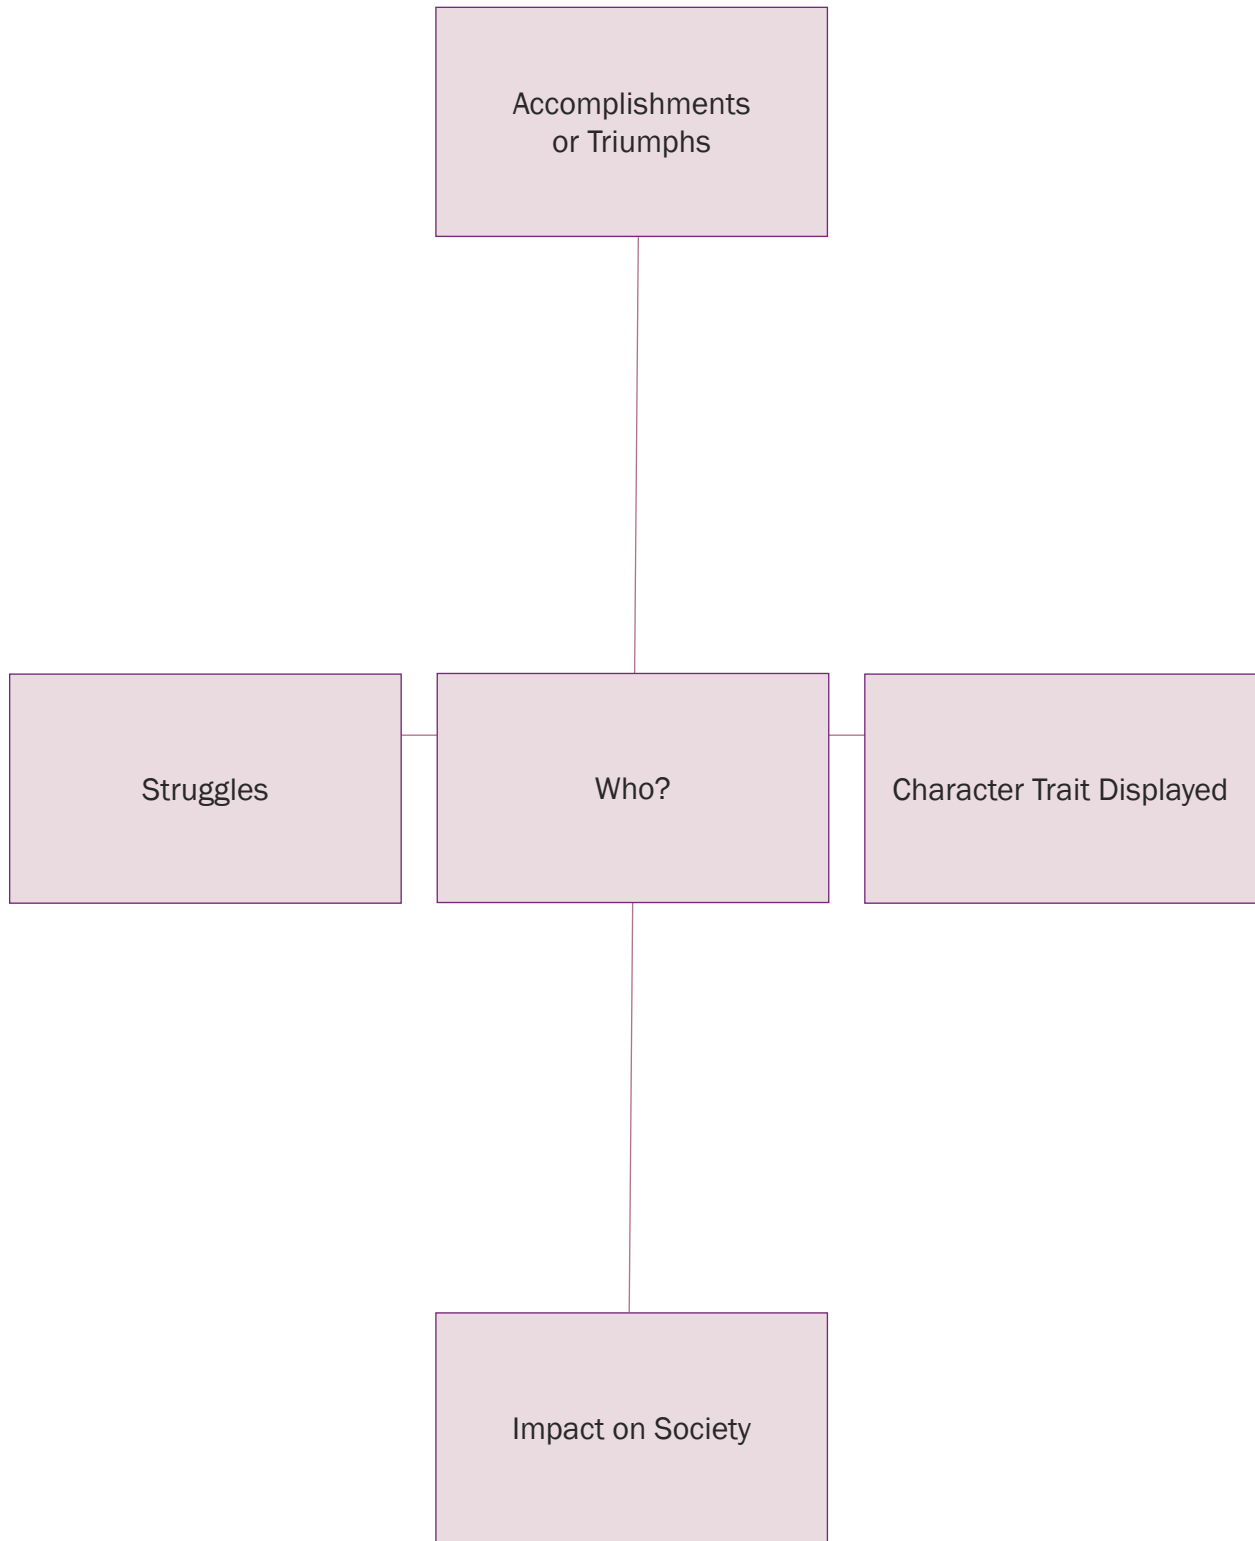 Accomplishments
or Triumphs
Struggles
Who?
Character Trait Displayed
Impact on Society